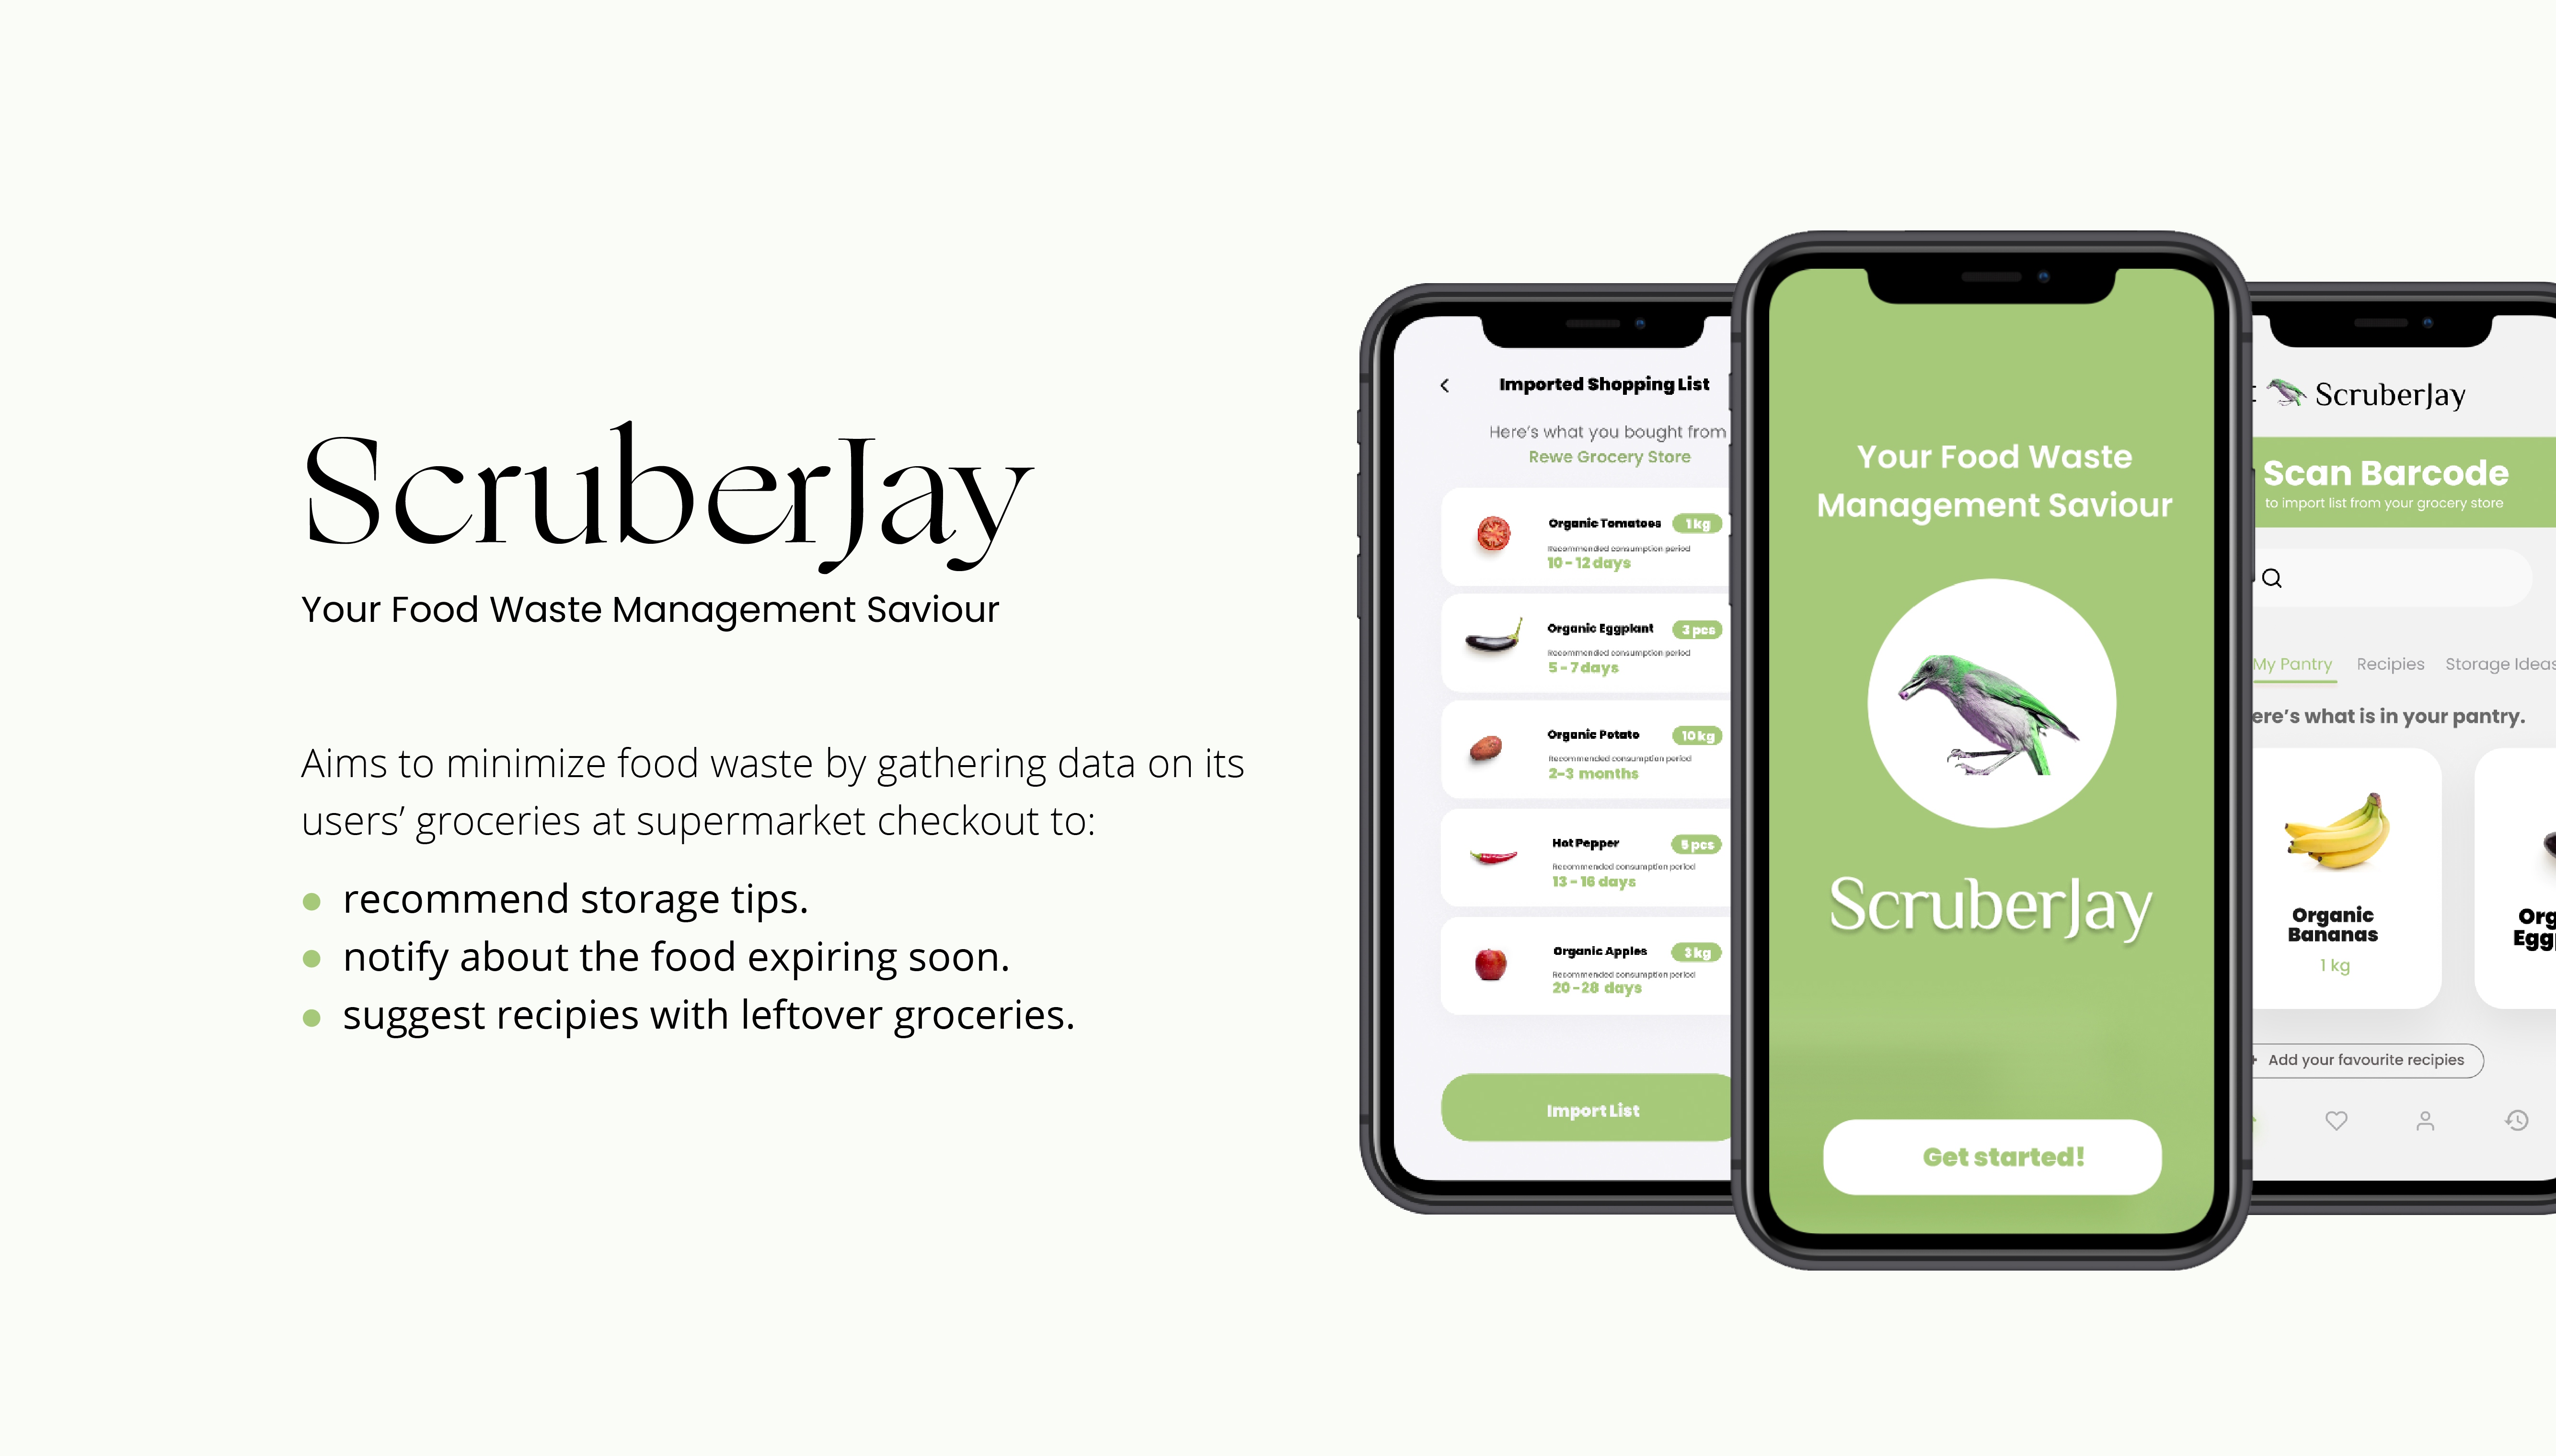 ScruberJay
Your Food Waste Management Saviour
Aims to minimize food waste by gathering data on its
users’ groceries at supermarket checkout to:
recommend storage tips.
notify about the food expiring soon.
suggest recipies with leftover groceries.
Imported Shopping List
Here's what you bought from
Rewe Grocery Store
Organic Tomatoes 1 kg
Recommended consumption period
10 - 12 days
Organic Eggplant 3 pcs
Recommended consumption period
5 - 7 days
Organic Potato 10 kg
Recommended consumption period
2-3 months
Hot Pepper 5 pcs
Recommended consumption period
13 - 16 days
Organic Apples 3 kg
Recommended consumption period
20 -28 days
Import List
Your Food Waste
Management Saviour
ScruberJay
Get started!
ScruberJay
Scan Barcode
to import list from your grocery store
My Pantry Recipies Storage Ideas
ere's what is in your pantry.
Organic
Bananas
1 kg
Org
Egg
Add your favourite recipies